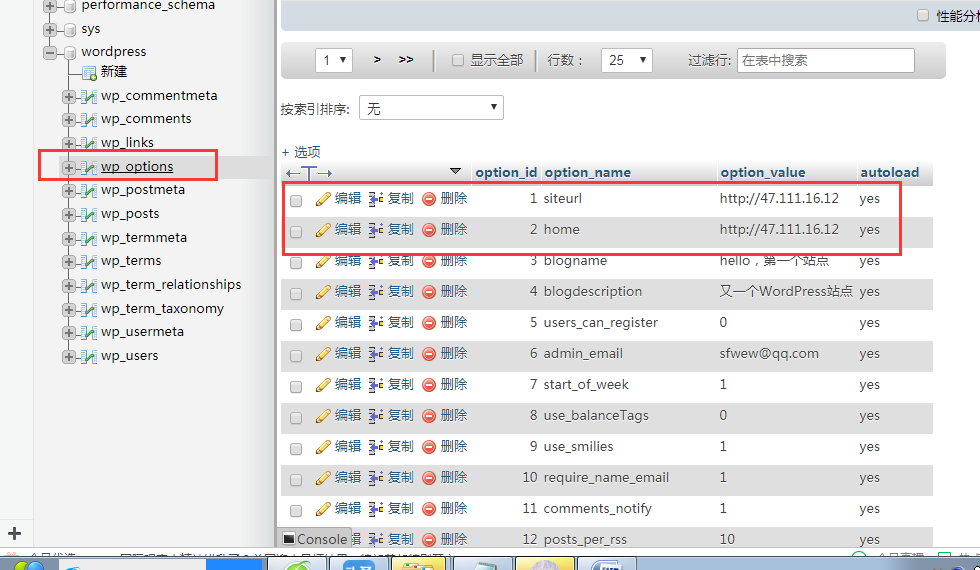 performance_schema
sys
wordpress
新建
wp_commentmeta
wp_comments
wp_links
wp_options
wp_postmeta
wp_posts
wp_termmeta
wp_terms
wp_term_relationships
wp_term_taxonomy
wp_usermeta
wp_users
性能分析
1 > >> 显示全部 行数： 25 过滤行: 在表中搜索
按索引排序: 无
+ 选项
option_id option_name option_value autoload
编辑 复制 删除 1 siteurl http://47.111.16.12 yes
编辑 复制 删除 2 home http://47.111.16.12 yes
编辑 复制 删除 3 blogname hello，第一个站点 yes
编辑 复制 删除 4 blogdescription 又一个WordPress站点 yes
编辑 复制 删除 5 users_can_register 0 yes
编辑 复制 删除 6 admin_email sfwew@qq.com yes
编辑 复制 删除 7 start_of_week 1 yes
编辑 复制 删除 8 use_balanceTags 0 yes
编辑 复制 删除 9 use_smilies 1 yes
编辑 复制 删除 10 require_name_email 1 yes
编辑 复制 删除 11 comments_notify 1 yes
Console 复制 删除 12 posts_per_rss 10 yes